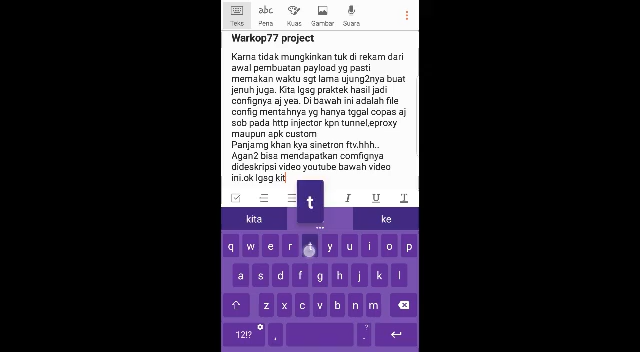 Teks Pena Kuas Gambar Suara
Warkop77 project
Karna tidak mungkinkan tuk di rekam dari
awal pembuatan payload yg pasti
memakan waktu sgt lama ujung2nya buat
jenuh juga. Kita lgsg praktek hasil jadi
confignya aj yea. Di bawah ini adalah file
config mentahnya yg hanya tggal copas aj
sob pada http injector kpn tunnel,eproxy
maupun apk custom
Panjamg khan kya sinetron ftv.hhh..
Agan2 bisa mendapatkan comfignya
dideskripsi video youtube bawah video
ini.ok lgsg kit
t
I U T
kita ... ke
q w e r t y u i o p
a s d f g h j k l
z x c v b n m
12!? , . ?